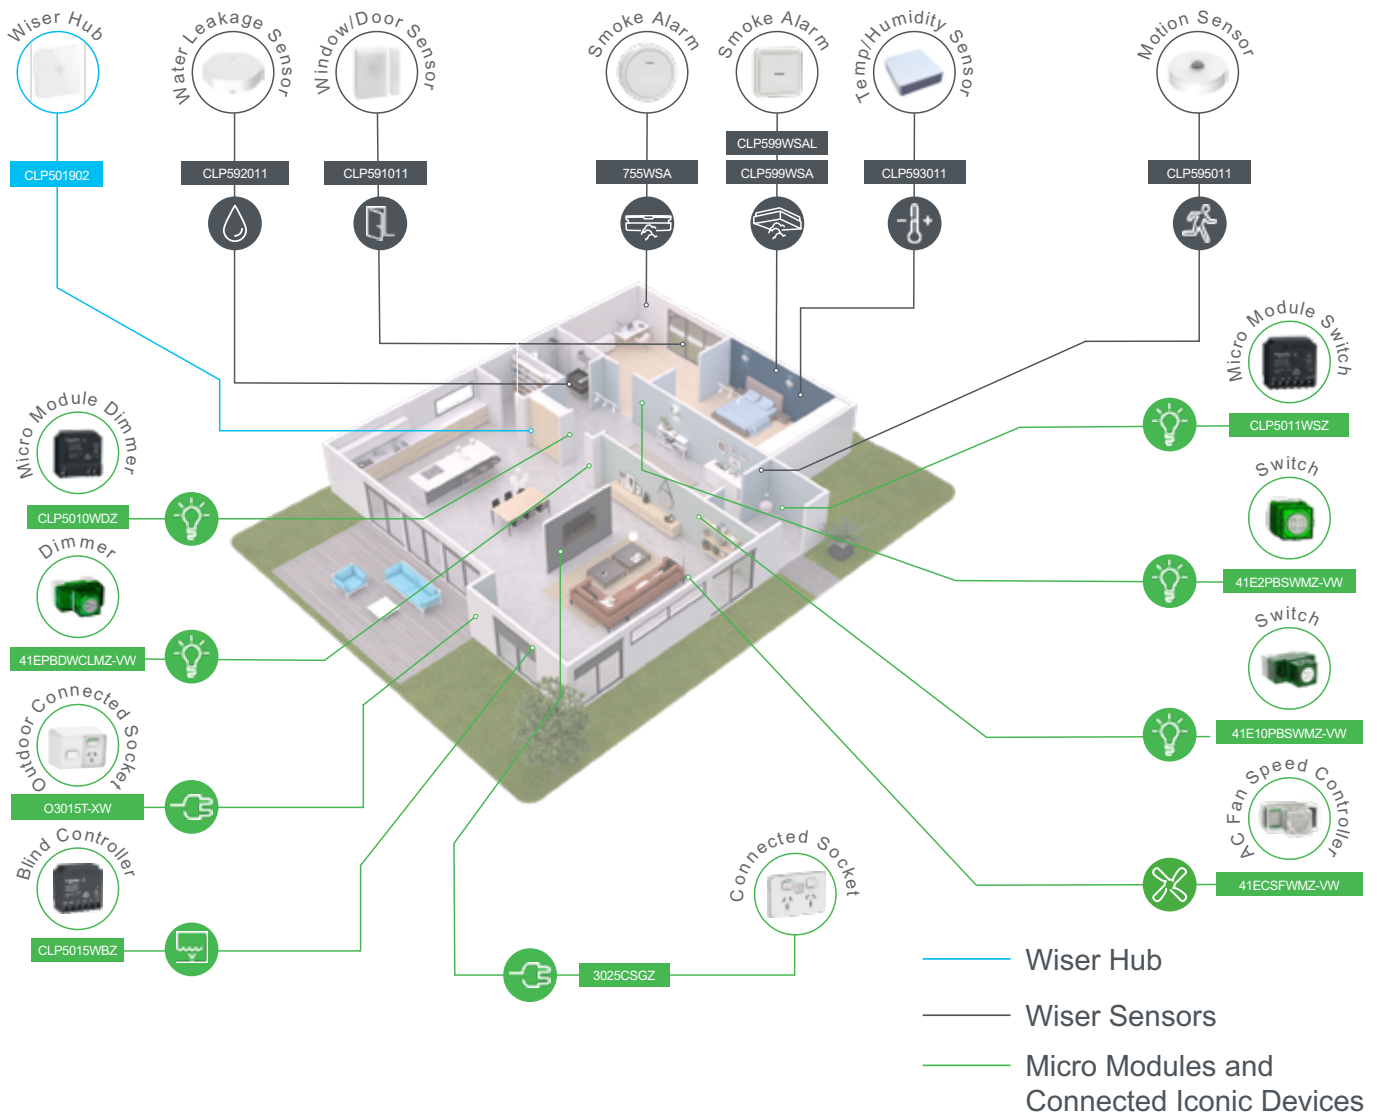 Wiser Hub
Water Leakage Sensor
Window/Door Sensor
Smoke Alarm
Smoke Alarm
Temp/Humidity Sensor
Motion Sensor
CLP501902
CLP592011
CLP591011
755WSA
CLP599WSAL
CLP599WSA
CLP593011
CLP595011
Micro Module Switch
CLP5011WSZ
Micro Module Dimmer
CLP5010WDZ
Switch
41E2PBSWMZ-VW
Dimmer
41EPBDWCLMZ-VW
Switch
41E10PBSWMZ-VW
Outdoor Connected Socket
O3015T-XW
AC Fan Speed Controller
41ECSFWMZ-VW
Blind Controller
CLP5015WBZ
Connected Socket
3025CSGZ
Wiser Hub
Wiser Sensors
Micro Modules and
Connected Iconic Devices